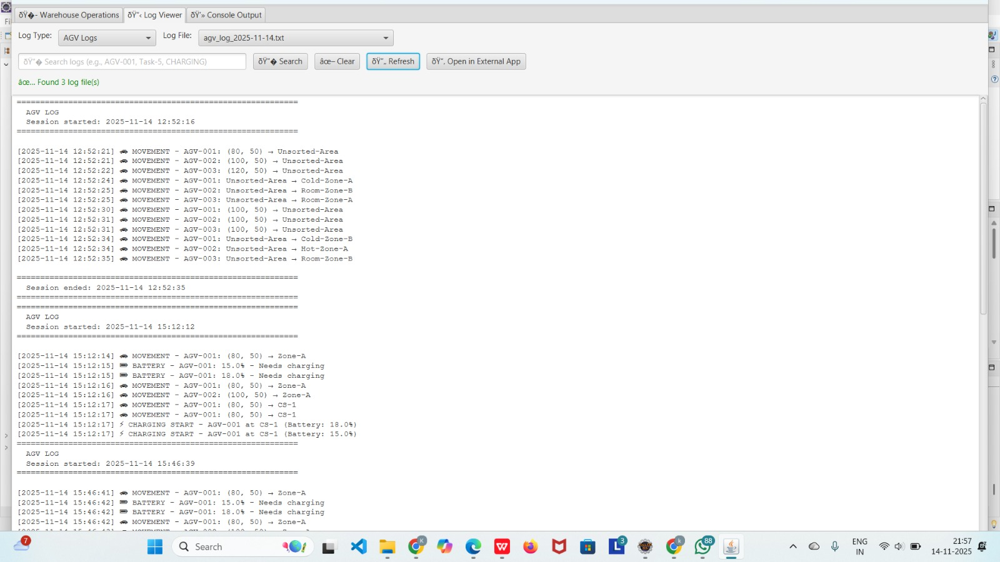 ðŸ�- Warehouse Operations ðŸ"‹ Log Viewer ðŸ’» Console Output
Log Type: AGV Logs Log File: agv_log_2025-11-14.txt
ðŸ"� Search logs (e.g., AGV-001, Task-5, CHARGING) ðŸ"� Search âœ– Clear ðŸ"„ Refresh ðŸ"‚ Open in External App
âœ… Found 3 log file(s)
============================================================
AGV LOG
Session started: 2025-11-14 12:52:16
============================================================
[2025-11-14 12:52:21] 🚗 MOVEMENT - AGV-001: (80, 50) → Unsorted-Area
[2025-11-14 12:52:21] 🚗 MOVEMENT - AGV-002: (100, 50) → Unsorted-Area
[2025-11-14 12:52:22] 🚗 MOVEMENT - AGV-003: (120, 50) → Unsorted-Area
[2025-11-14 12:52:24] 🚗 MOVEMENT - AGV-001: Unsorted-Area → Cold-Zone-A
[2025-11-14 12:52:25] 🚗 MOVEMENT - AGV-002: Unsorted-Area → Room-Zone-B
[2025-11-14 12:52:25] 🚗 MOVEMENT - AGV-003: Unsorted-Area → Room-Zone-A
[2025-11-14 12:52:30] 🚗 MOVEMENT - AGV-001: (100, 50) → Unsorted-Area
[2025-11-14 12:52:31] 🚗 MOVEMENT - AGV-002: (100, 50) → Unsorted-Area
[2025-11-14 12:52:31] 🚗 MOVEMENT - AGV-003: (100, 50) → Unsorted-Area
[2025-11-14 12:52:34] 🚗 MOVEMENT - AGV-001: Unsorted-Area → Cold-Zone-B
[2025-11-14 12:52:34] 🚗 MOVEMENT - AGV-002: Unsorted-Area → Hot-Zone-A
[2025-11-14 12:52:35] 🚗 MOVEMENT - AGV-003: Unsorted-Area → Room-Zone-B
============================================================
Session ended: 2025-11-14 12:52:35
============================================================
============================================================
AGV LOG
Session started: 2025-11-14 15:12:12
============================================================
[2025-11-14 15:12:14] 🚗 MOVEMENT - AGV-001: (80, 50) → Zone-A
[2025-11-14 15:12:15] 🔋 BATTERY - AGV-001: 15.0% - Needs charging
[2025-11-14 15:12:15] 🔋 BATTERY - AGV-001: 18.0% - Needs charging
[2025-11-14 15:12:16] 🚗 MOVEMENT - AGV-001: (80, 50) → Zone-A
[2025-11-14 15:12:16] 🚗 MOVEMENT - AGV-002: (100, 50) → Zone-A
[2025-11-14 15:12:17] 🚗 MOVEMENT - AGV-001: (80, 50) → CS-1
[2025-11-14 15:12:17] 🚗 MOVEMENT - AGV-001: (80, 50) → CS-1
[2025-11-14 15:12:17] ⚡ CHARGING START - AGV-001 at CS-1 (Battery: 18.0%)
[2025-11-14 15:12:17] ⚡ CHARGING START - AGV-001 at CS-1 (Battery: 15.0%)
============================================================
AGV LOG
Session started: 2025-11-14 15:46:39
============================================================
[2025-11-14 15:46:41] 🚗 MOVEMENT - AGV-001: (80, 50) → Zone-A
[2025-11-14 15:46:42] 🔋 BATTERY - AGV-001: 15.0% - Needs charging
[2025-11-14 15:46:42] 🔋 BATTERY - AGV-001: 18.0% - Needs charging
[2025-11-14 15:46:42] 🚗 MOVEMENT - AGV-001: (80, 50) → Zone-A
7 Search K 3 k 88 ENG 21:57
IN 14-11-2025